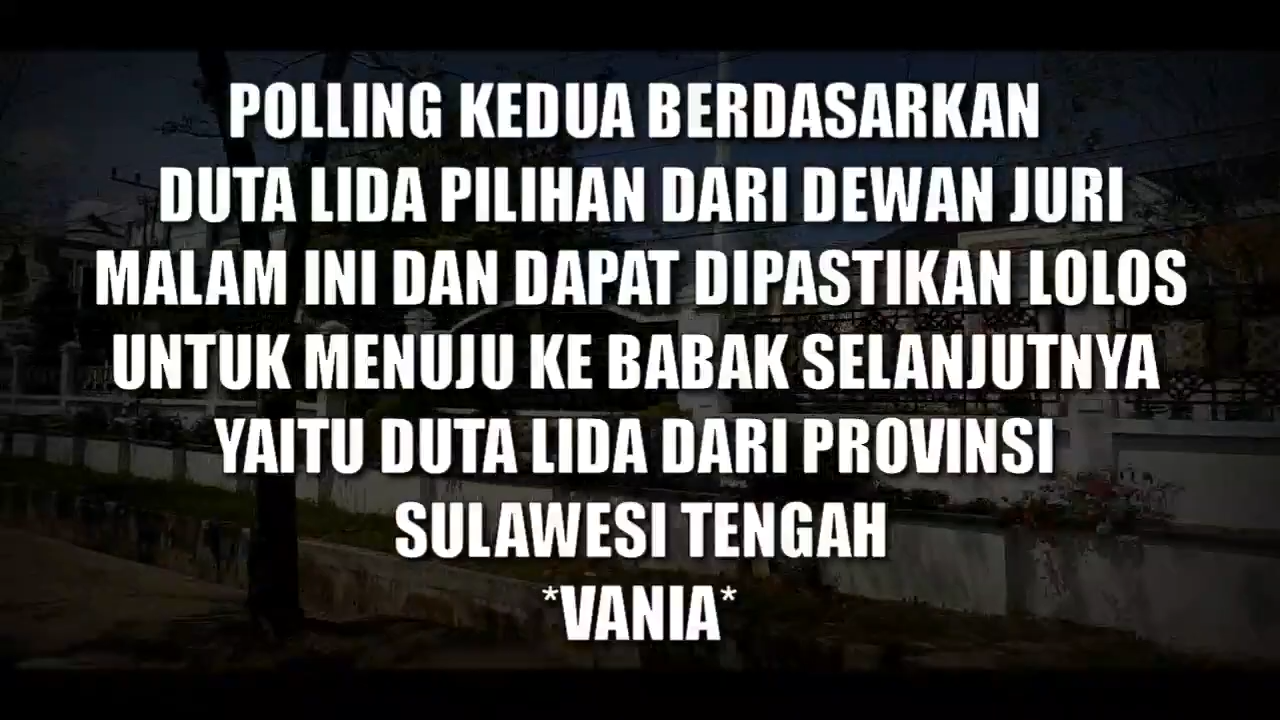 POLLING KEDUA BERDASARKAN
DUTA LIDA PILIHAN DARI DEWAN JURI
MALAM INI DAN DAPAT DIPASTIKAN LOLOS
UNTUK MENUJU KE BABAK SELANJUTNYA
YAITU DUTA LIDA DARI PROVINSI
SULAWESI TENGAH
*VANIA*